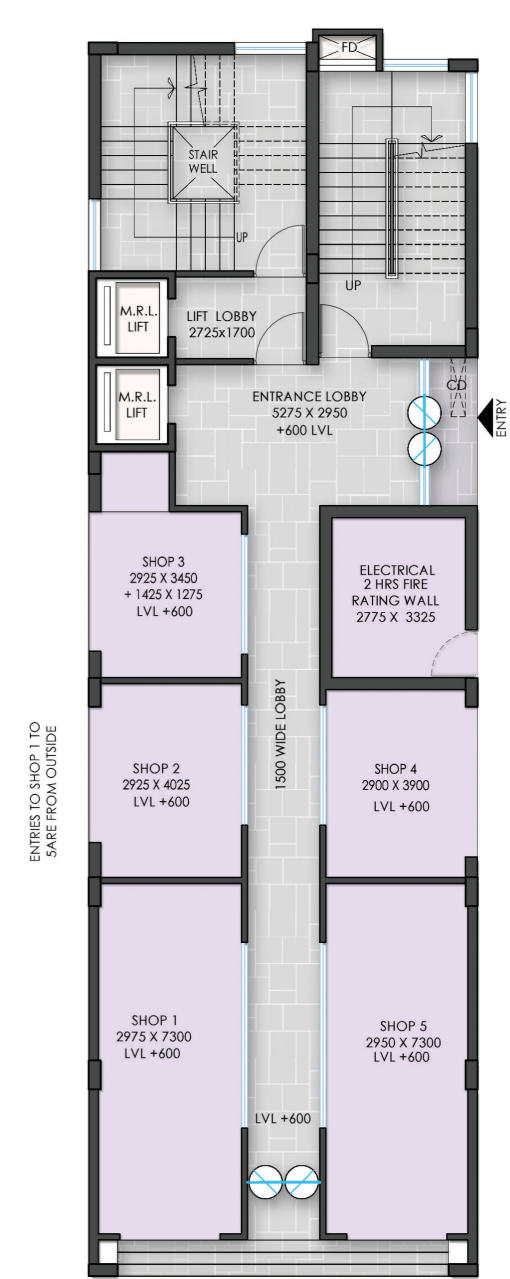 FD
STAIR
WELL
UP
UP
M.R.L.
LIFT
LIFT LOBBY
2725x1700
M.R.L.
LIFT
ENTRANCE LOBBY
5275 X 2950
+600 LVL
CD
ENTRY
SHOP 3
2925 X 3450
+ 1425 X 1275
LVL +600
ELECTRICAL
2 HRS FIRE
RATING WALL
2775 X 3325
1500 WIDE LOBBY
ENTRIES TO SHOP 1 TO
5ARE FROM OUTSIDE
SHOP 2
2925 X 4025
LVL +600
SHOP 4
2900 X 3900
LVL +600
SHOP 1
2975 X 7300
LVL +600
SHOP 5
2950 X 7300
LVL +600
LVL +600